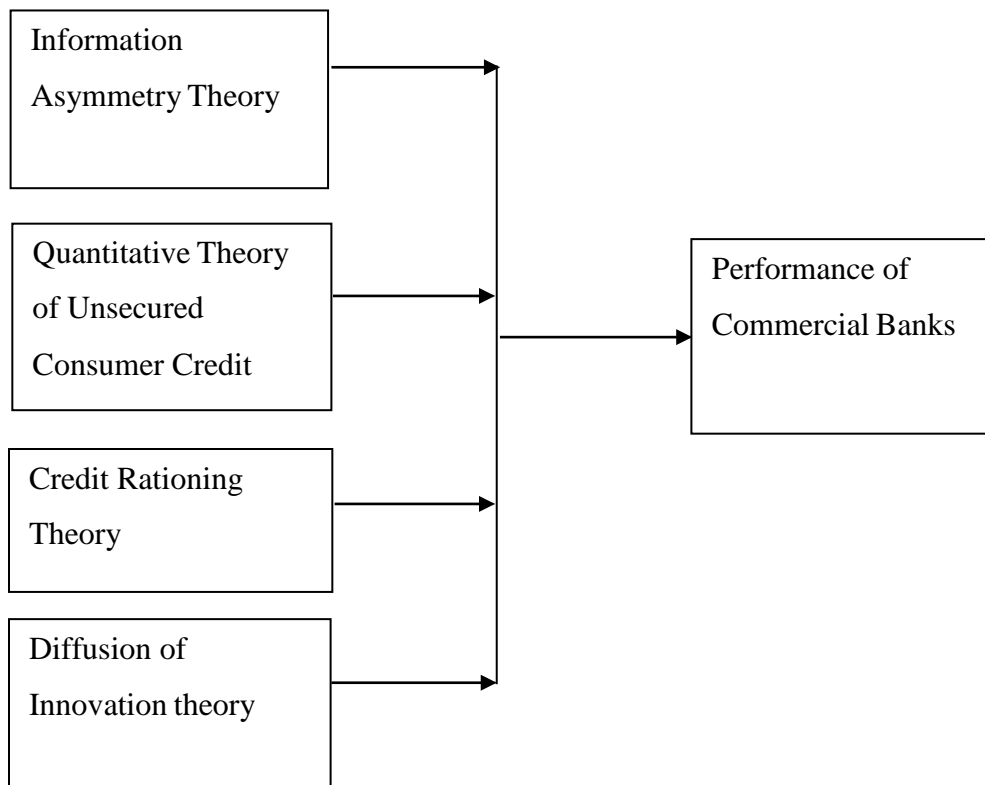 Information
Asymmetry Theory
Quantitative Theory
of Unsecured
Consumer Credit
Credit Rationing
Theory
Diffusion of
Innovation theory
Performance of
Commercial Banks